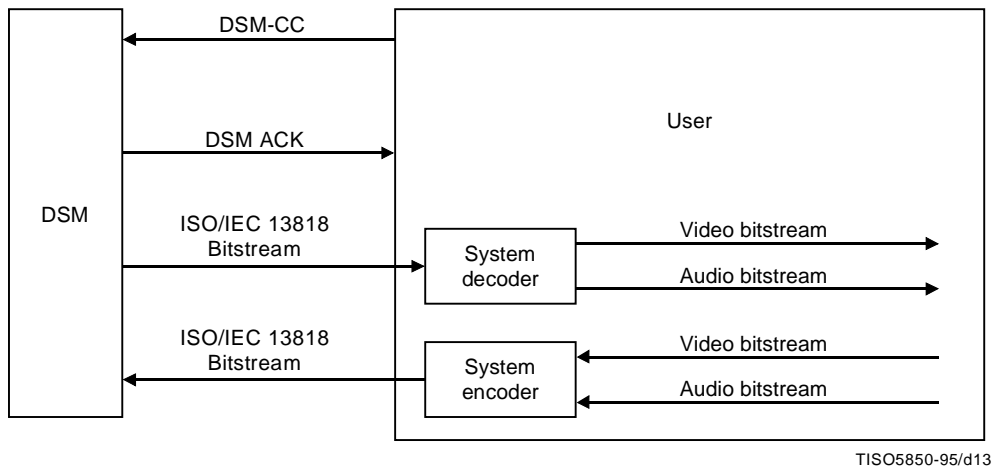 DSM-CC
User
DSM ACK
DSM
ISO/IEC 13818
Bitstream
System
decoder
Video bitstream
Audio bitstream
ISO/IEC 13818
Bitstream
System
encoder
Video bitstream
Audio bitstream
TISO5850-95/d13